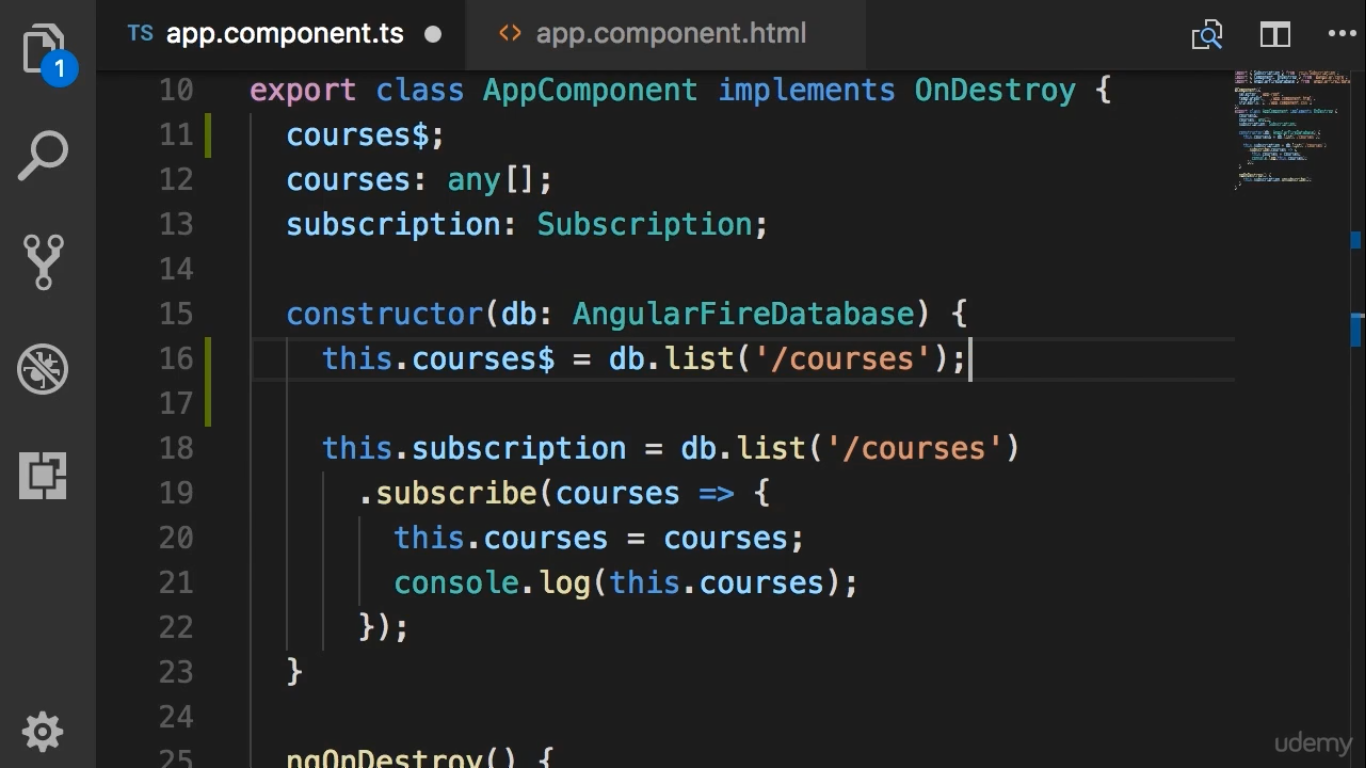 TS app.component.ts ● <> app.component.html
1
10 export class AppComponent implements OnDestroy {
11 courses$;
12 courses: any[];
13 subscription: Subscription;
14
15 constructor(db: AngularFireDatabase) {
16 this.courses$ = db.list('/courses');
17
18 this.subscription = db.list('/courses')
19 .subscribe(courses => {
20 this.courses = courses;
21 console.log(this.courses);
22 });
23 }
24
25 ngOnDestroy() {
udemy